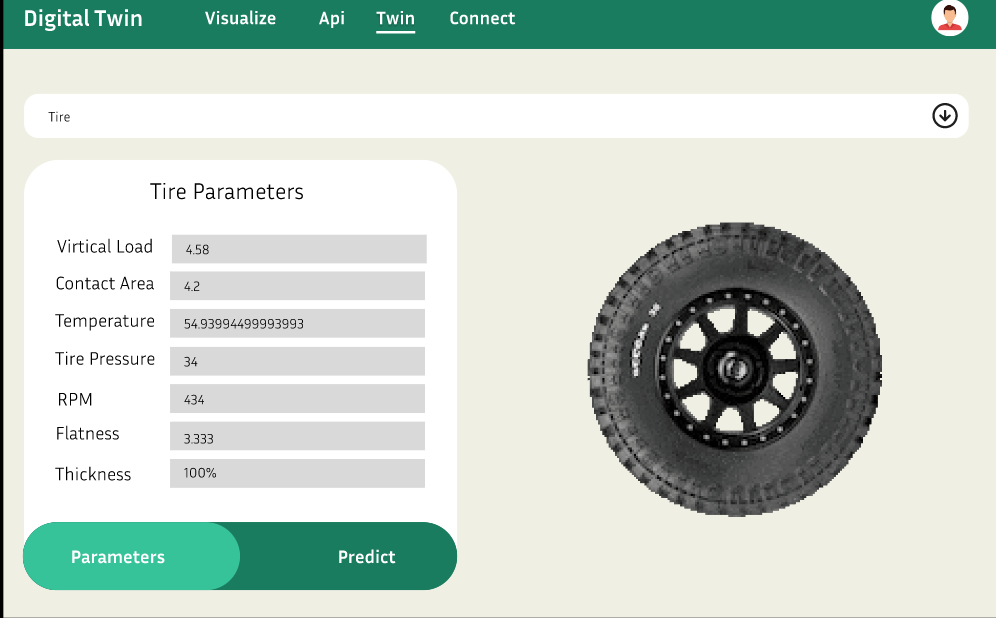 Digital Twin Visualize Api Twin Connect
Tire
Tire Parameters
Virtical Load 4.58
Contact Area 4.2
Temperature 54.93994499993993
Tire Pressure 34
RPM 434
Flatness 3.333
Thickness 100%
Parameters Predict